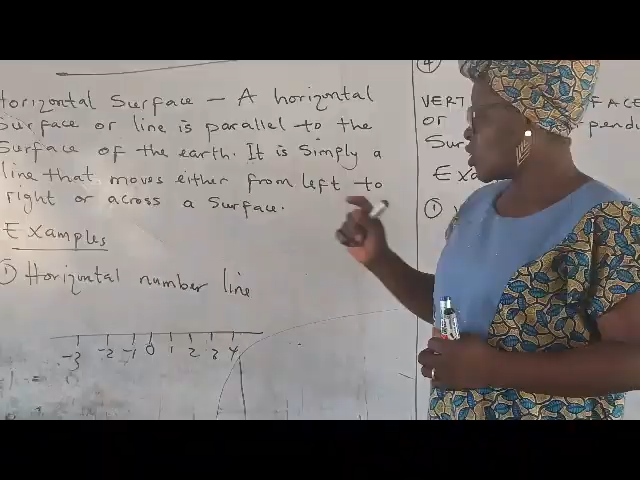 Horizontal Surface - A horizontal
Surface or line is parallel to the
Surface of the earth. It is Simply a
line that moves either from left to
right or across a Surface.
Examples
① Horizontal number line
-3 -2 -1 0 1 2 3 4
④
VERT FACE
or pend
Sur
Exa
①